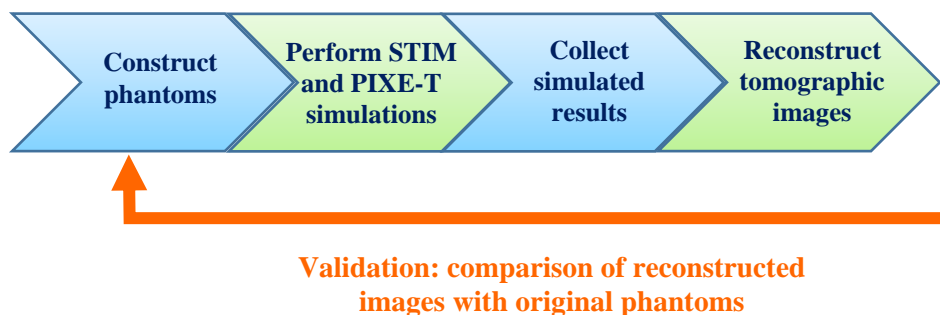 Construct
phantoms
Perform STIM
and PIXE-T
simulations
Collect
simulated
results
Reconstruct
tomographic
images
Validation: comparison of reconstructed
images with original phantoms